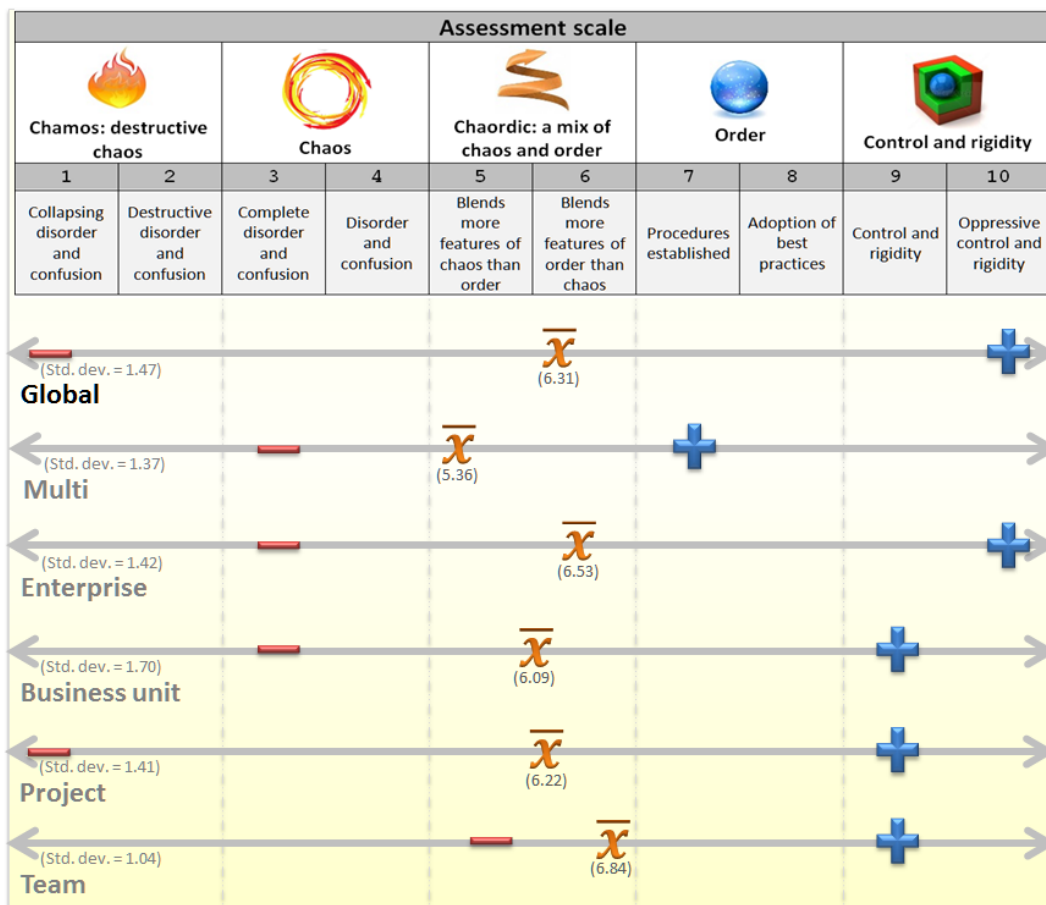 Assessment scale
Chamos: destructive
chaos
Chaos
Chaordic: a mix of
chaos and order
Order
Control and rigidity
1 2 3 4 5 6 7 8 9 10
Collapsing
disorder
and
confusion
Destructive
disorder
and
confusion
Complete
disorder
and
confusion
Disorder
and
confusion
Blends
more
features of
chaos than
order
Blends
more
features of
order than
chaos
Procedures
established
Adoption of
best
practices
Control and
rigidity
Oppressive
control and
rigidity
x
(Std. dev. = 1.47)
(6.31)
Global
x
(Std. dev. = 1.37)
(5.36)
Multi
x
(Std. dev. = 1.42)
(6.53)
Enterprise
x
(Std. dev. = 1.70)
(6.09)
Business unit
x
(Std. dev. = 1.41)
(6.22)
Project
x
(Std. dev. = 1.04)
(6.84)
Team